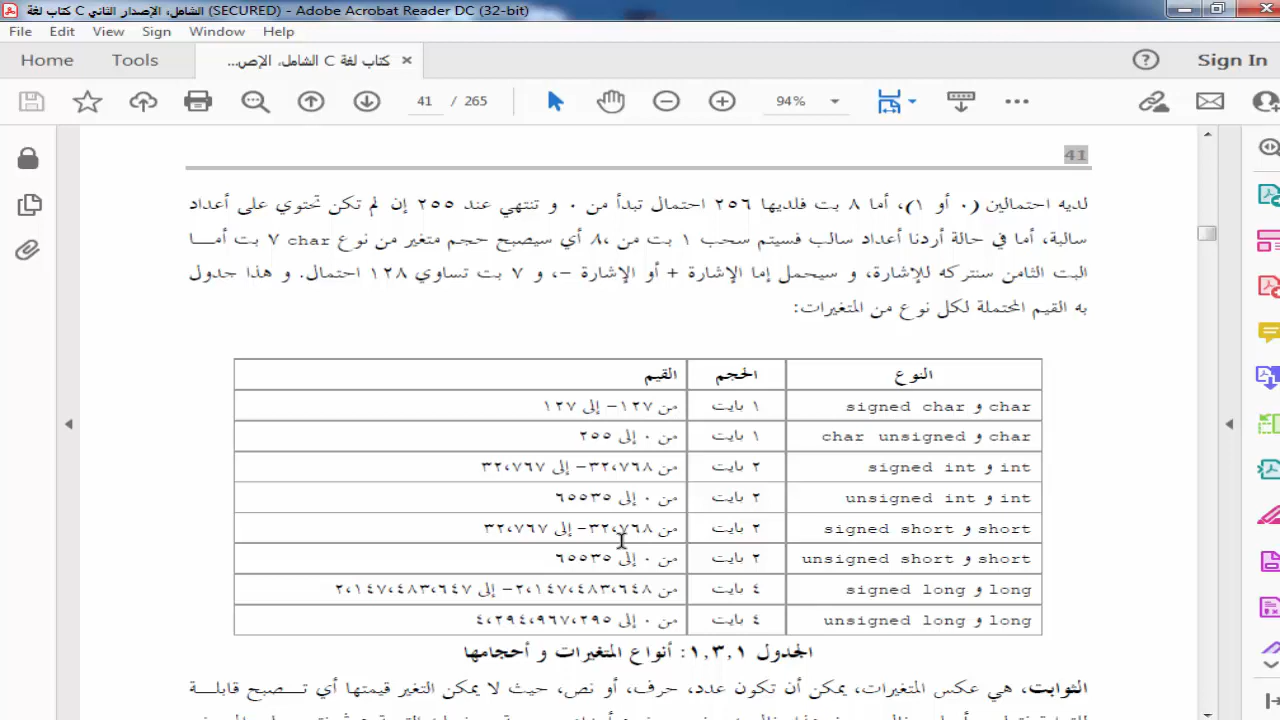 كتاب لغة C الشامل، الإصدار الثاني (SECURED) - Adobe Acrobat Reader DC (32-bit)
File Edit View Sign Window Help
Home Tools كتاب لغة C الشامل، الإص... × ? Sign In
41 / 265 94%
41
لديه احتمالين (٠ أو ١)، أما ٨ بت فلديها ٢٥٦ احتمال تبدأ من ٠ و تنتهي عند ٢٥٥ إن لم تكن تحتوي على أعداد
سالبة، أما في حالة أردنا أعداد سالب فسيتم سحب ١ بت من ٨، أي سيصبح حجم متغير من نوع char ٧ بت أمـــا
البت الثامن سنتركه للإشارة، و سيحمل إما الإشارة + أو الإشارة –، و ٧ بت تساوي ١٢٨ احتمال. و هذا جدول
به القيم المحتملة لكل نوع من المتغيرات:
النوع الحجم القيم
char و signed char ١ بايت من ١٢٧– إلى ١٢٧
char و char unsigned ١ بايت من ٠ إلى ٢٥٥
int و signed int ٢ بايت من ٣٢،٧٦٨– إلى ٣٢،٧٦٧
int و unsigned int ٢ بايت من ٠ إلى ٦٥٥٣٥
short و signed short ٢ بايت من ٣٢،٧٦٨– إلى ٣٢،٧٦٧
short و unsigned short ٢ بايت من ٠ إلى ٦٥٥٣٥
long و signed long ٤ بايت من ٢،١٤٧،٤٨٣،٦٤٨– إلى ٢،١٤٧،٤٨٣،٦٤٧
long و unsigned long ٤ بايت من ٠ إلى ٤،٢٩٤،٩٦٧،٢٩٥
الجدول ١،٣،١: أنواع المتغيرات و أحجامها
الثوابت، هي عكس المتغيرات، يمكن أن تكون عدد، حرف، أو نص، حيث لا يمكن التغير قيمتها أي تـــصبح قابلـــة